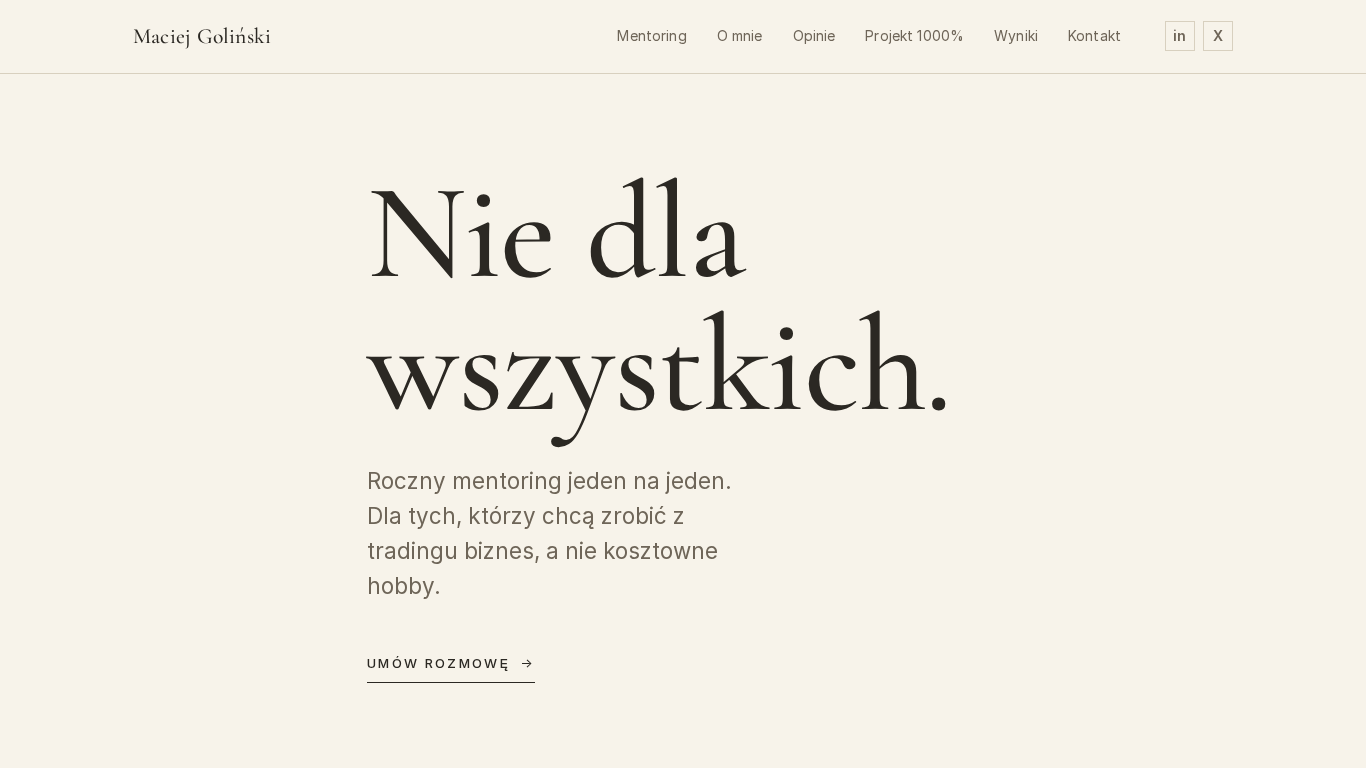 Maciej Goliński
Mentoring
O mnie
Opinie
Projekt 1000%
Wyniki
Kontakt
in
X
Nie dla
wszystkich.
Roczny mentoring jeden na jeden.
Dla tych, którzy chcą zrobić z
tradingu biznes, a nie kosztowne
hobby.
UMÓW ROZMOWĘ →